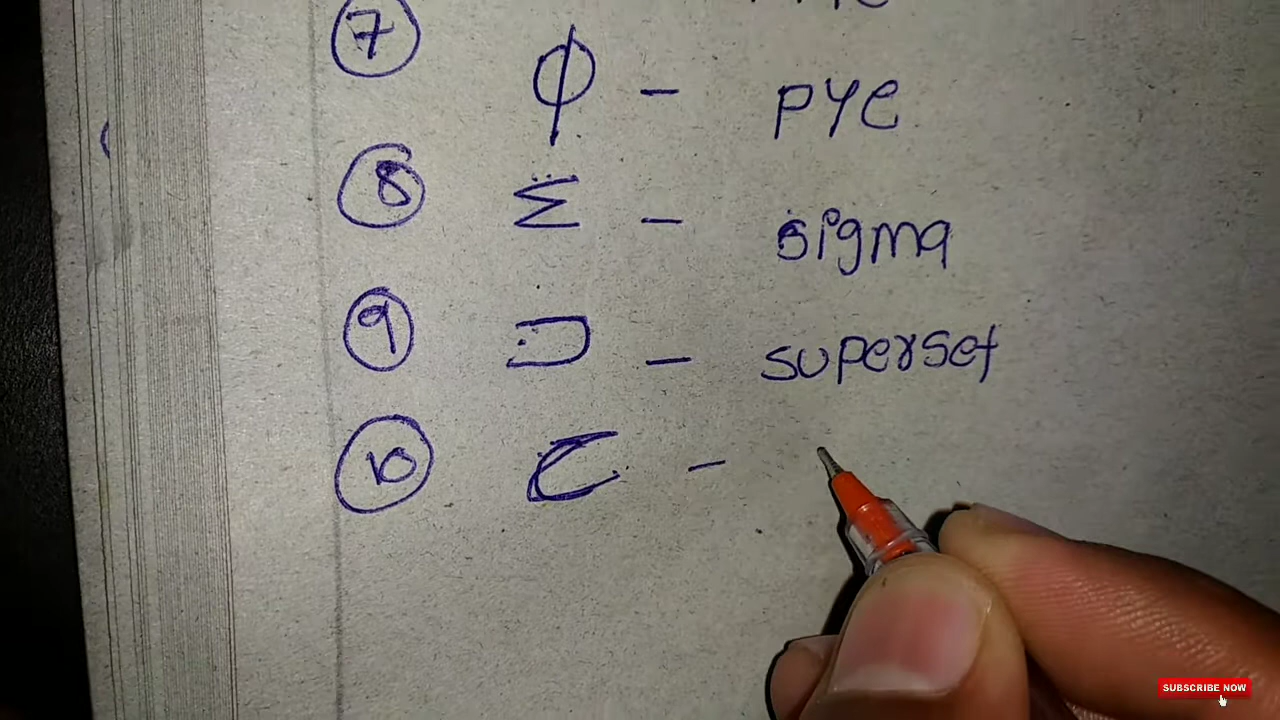 7 ϕ - PYE
8 Σ - sigma
9 ⊃ - superset
10 ⊂ -
SUBSCRIBE NOW